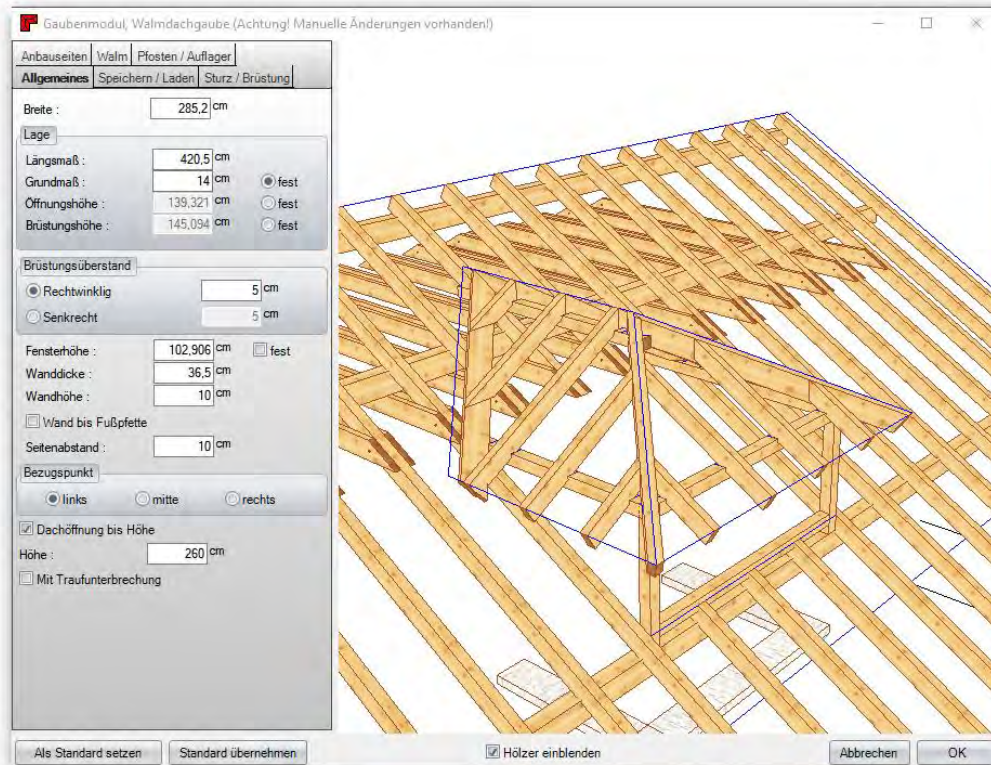 Gaubenmodul, Walmdachgaube (Achtung! Manuelle Änderungen vorhanden!)
Anbauseiten Walm Pfosten / Auflager
Allgemeines Speichern / Laden Sturz / Brüstung
Breite : 285,2 cm
Lage
Längsmaß : 420,5 cm
Grundmaß : 14 cm fest
Öffnungshöhe : 139,321 cm fest
Brüstungshöhe : 145,094 cm fest
Brüstungsüberstand
Rechtwinklig 5 cm
Senkrecht 5 cm
Fensterhöhe : 102,906 cm fest
Wanddicke : 36,5 cm
Wandhöhe : 10 cm
Wand bis Fußpfette
Seitenabstand : 10 cm
Bezugspunkt
links mitte rechts
Dachöffnung bis Höhe
Höhe : 260 cm
Mit Traufunterbrechung
Als Standard setzen Standard übernehmen Hölzer einblenden Abbrechen OK